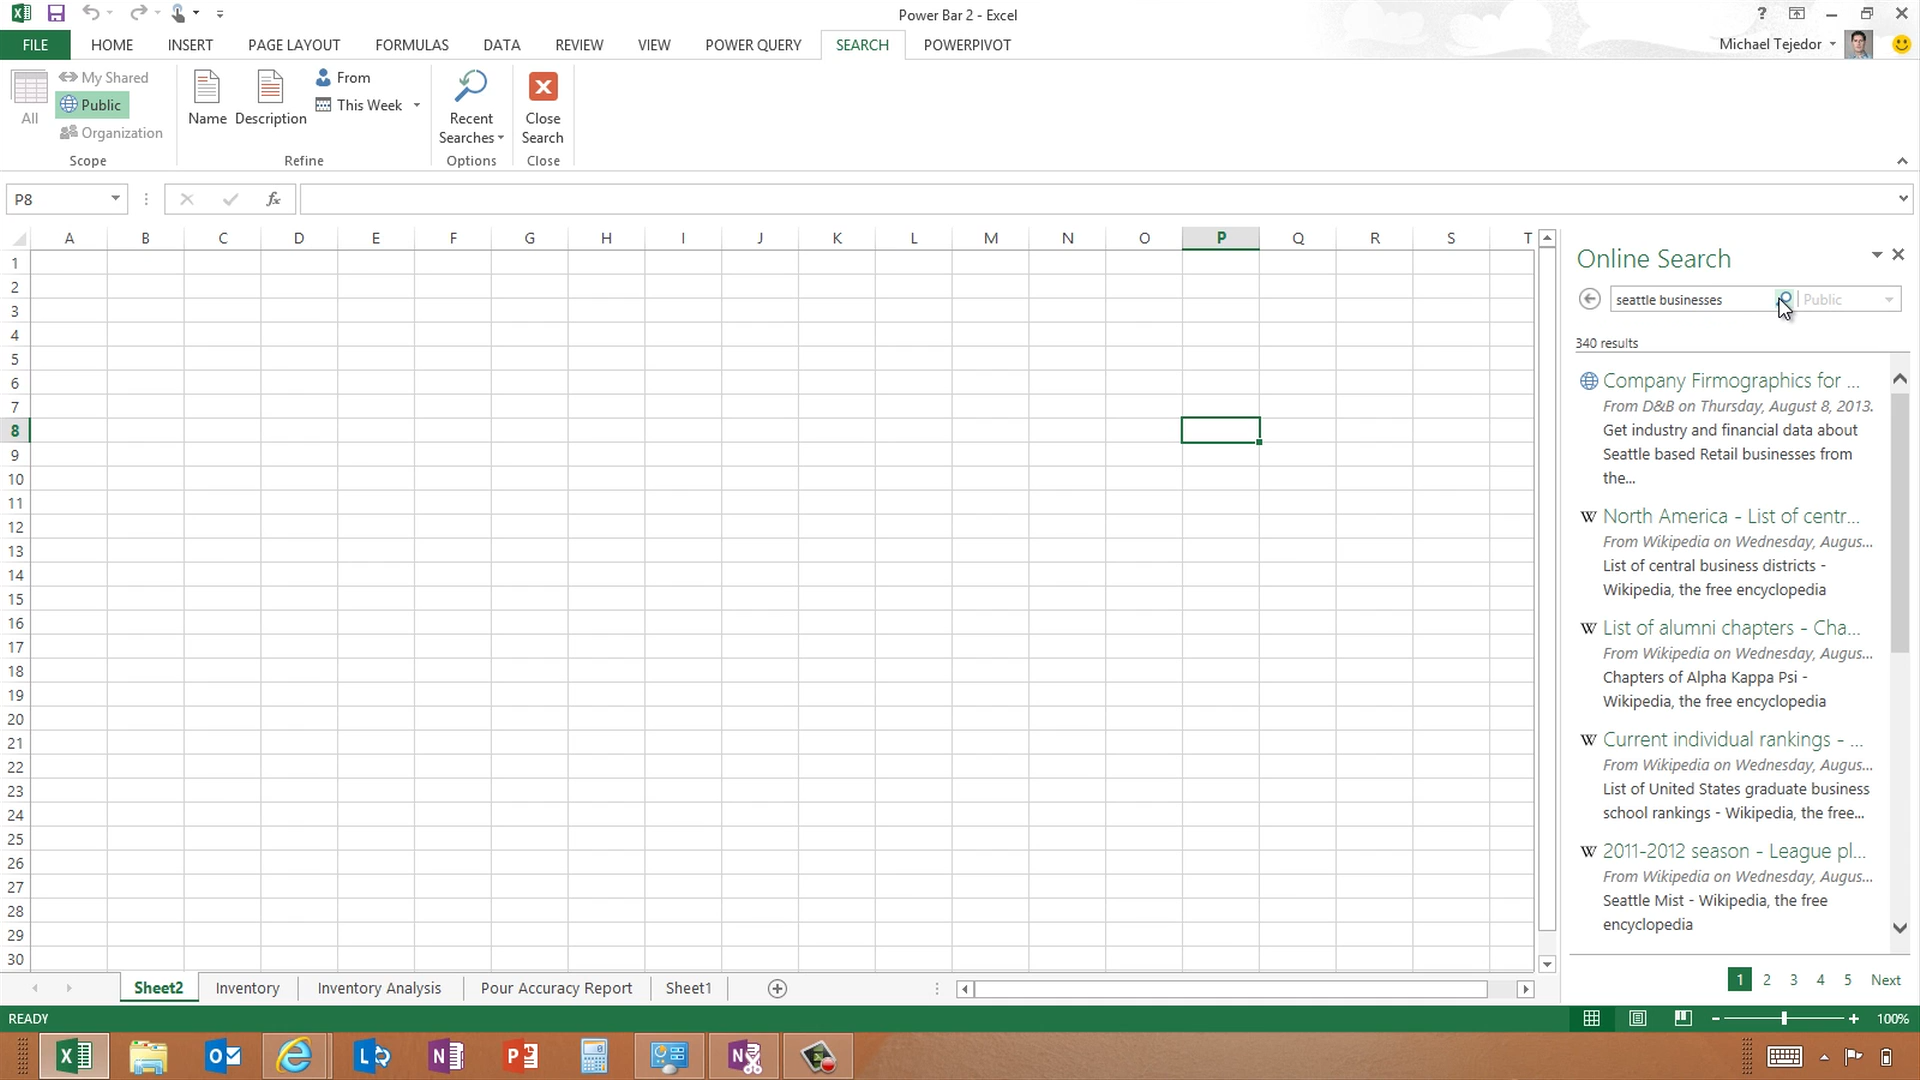 Power Bar 2 - Excel
?
FILE HOME INSERT PAGE LAYOUT FORMULAS DATA REVIEW VIEW POWER QUERY SEARCH POWERPIVOT
Michael Tejedor
All
My Shared
Public
Organization
Scope
Name
Description
From
This Week
Refine
Recent
Searches
Options
Close
Search
Close
P8
fx
A B C D E F G H I J K L M N O P Q R S T
1
2
3
4
5
6
7
8
9
10
11
12
13
14
15
16
17
18
19
20
21
22
23
24
25
26
27
28
29
30
Online Search
seattle businesses
Public
340 results
Company Firmographics for ...
From D&B on Thursday, August 8, 2013.
Get industry and financial data about
Seattle based Retail businesses from
the...
W North America - List of centr...
From Wikipedia on Wednesday, Augus...
List of central business districts -
Wikipedia, the free encyclopedia
W List of alumni chapters - Cha...
From Wikipedia on Wednesday, Augus...
Chapters of Alpha Kappa Psi -
Wikipedia, the free encyclopedia
W Current individual rankings - ...
From Wikipedia on Wednesday, Augus...
List of United States graduate business
school rankings - Wikipedia, the free...
W 2011-2012 season - League pl...
From Wikipedia on Wednesday, Augus...
Seattle Mist - Wikipedia, the free
encyclopedia
1 2 3 4 5 Next
Sheet2 Inventory Inventory Analysis Pour Accuracy Report Sheet1
READY
100%